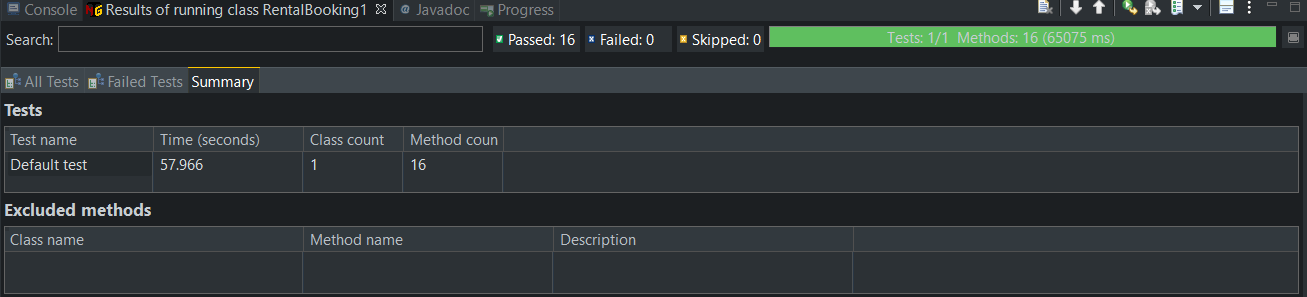 Console Results of running class RentalBooking1 @ Javadoc Progress
Search: Passed: 16 Failed: 0 Skipped: 0 Tests: 1/1 Methods: 16 (65075 ms)
All Tests Failed Tests Summary
Tests
Test name Time (seconds) Class count Method coun
Default test 57.966 1 16
Excluded methods
Class name Method name Description